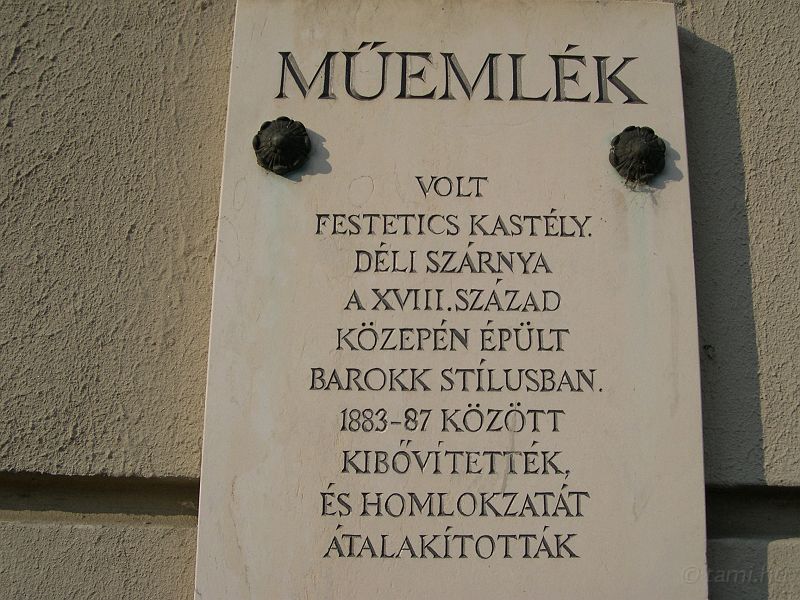 MŰEMLÉK
VOLT
FESTETICS KASTÉLY.
DÉLI SZÁRNYA
A XVIII. SZÁZAD
KÖZEPÉN ÉPÜLT
BAROKK STÍLUSBAN.
1883-87 KÖZÖTT
KIBŐVÍTETTÉK,
ÉS HOMLOKZATÁT
ÁTALAKÍTOTTÁK
© tami.hu